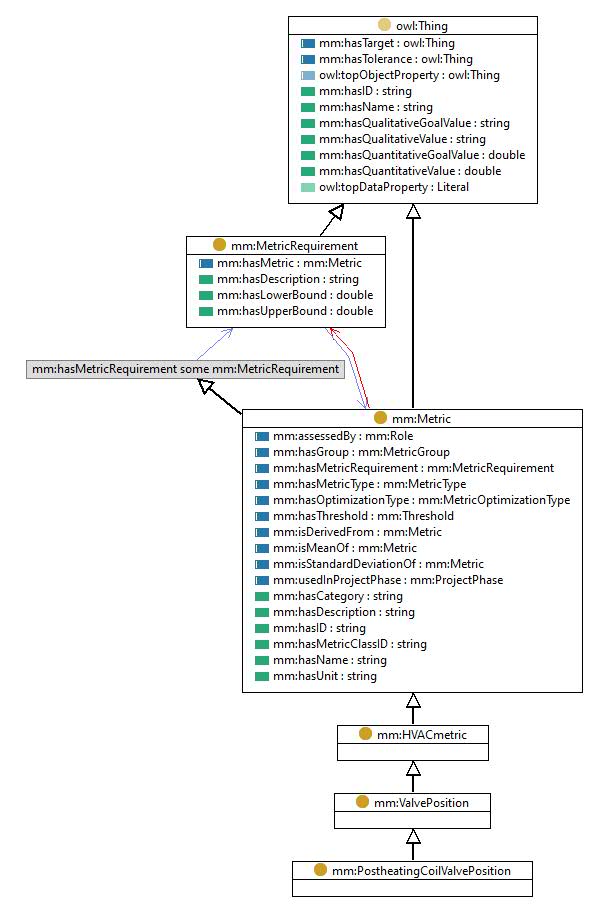 owl:Thing
mm:hasTarget : owl:Thing
mm:hasTolerance : owl:Thing
owl:topObjectProperty : owl:Thing
mm:hasID : string
mm:hasName : string
mm:hasQualitativeGoalValue : string
mm:hasQualitativeValue : string
mm:hasQuantitativeGoalValue : double
mm:hasQuantitativeValue : double
owl:topDataProperty : Literal
mm:MetricRequirement
mm:hasMetric : mm:Metric
mm:hasDescription : string
mm:hasLowerBound : double
mm:hasUpperBound : double
mm:hasMetricRequirement some mm:MetricRequirement
mm:Metric
mm:assessedBy : mm:Role
mm:hasGroup : mm:MetricGroup
mm:hasMetricRequirement : mm:MetricRequirement
mm:hasMetricType : mm:MetricType
mm:hasOptimizationType : mm:MetricOptimizationType
mm:hasThreshold : mm:Threshold
mm:isDerivedFrom : mm:Metric
mm:isMeanOf : mm:Metric
mm:isStandardDeviationOf : mm:Metric
mm:usedInProjectPhase : mm:ProjectPhase
mm:hasCategory : string
mm:hasDescription : string
mm:hasID : string
mm:hasMetricClassID : string
mm:hasName : string
mm:hasUnit : string
mm:HVACmetric
mm:ValvePosition
mm:PostheatingCoilValvePosition